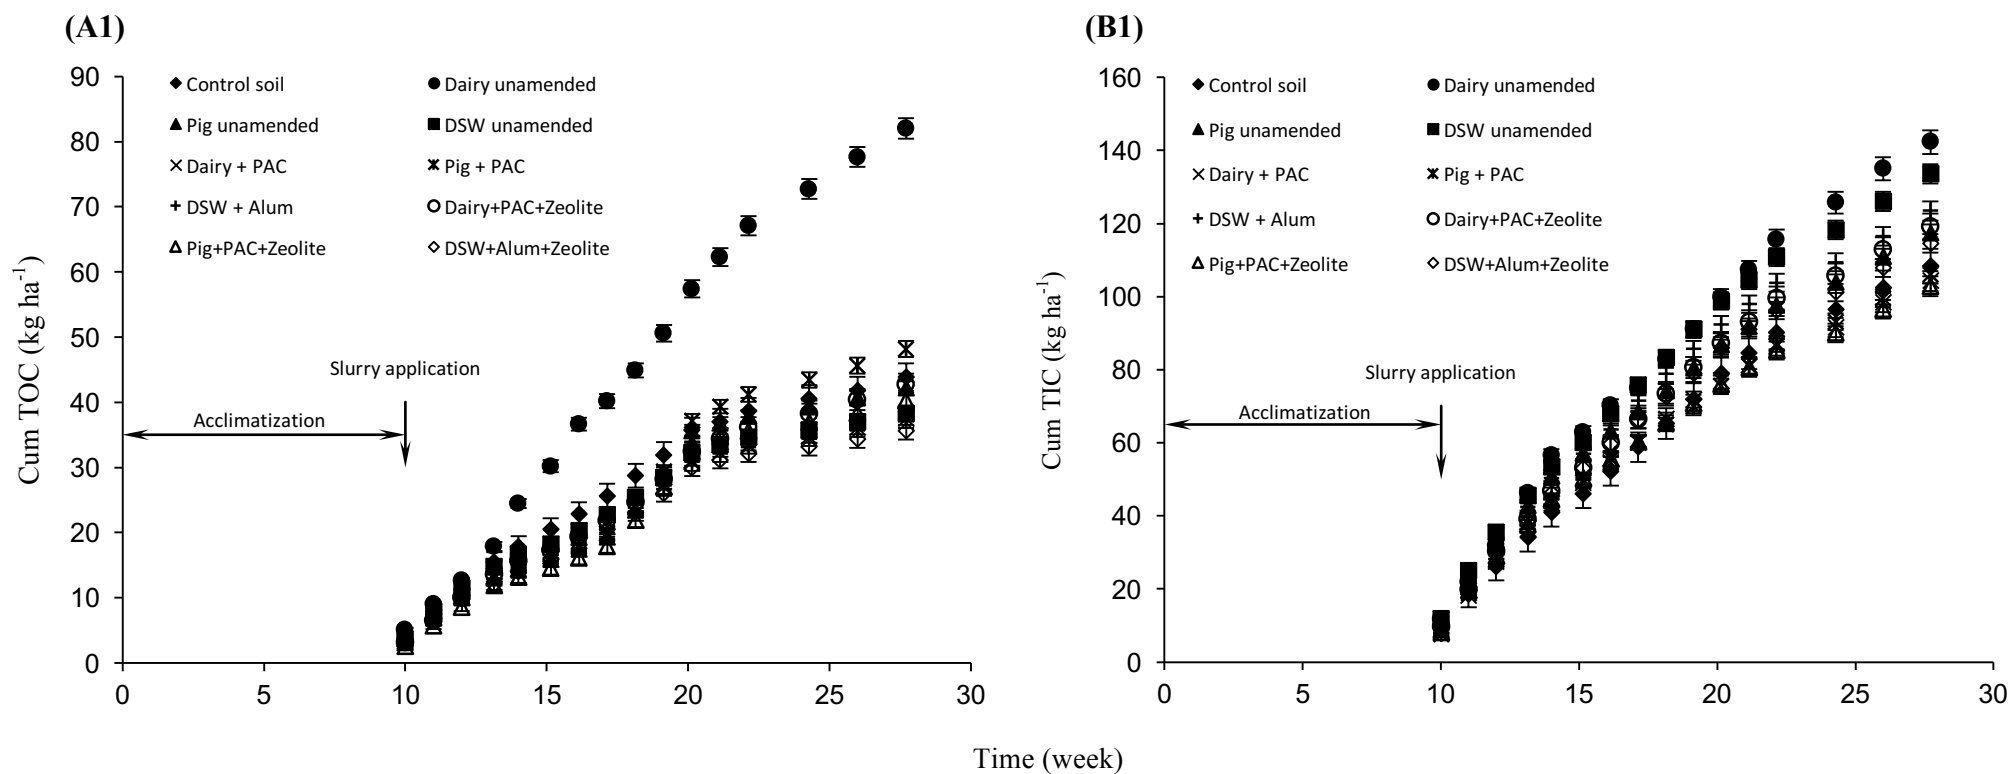 (A1)
Cum TOC (kg ha-1)
90
80
70
60
50
40
30
20
10
0
Control soil
Dairy unamended
Pig unamended
DSW unamended
Dairy + PAC
Pig + PAC
DSW + Alum
Dairy+PAC+Zeolite
Pig+PAC+Zeolite
DSW+Alum+Zeolite
Slurry application
Acclimatization
0 5 10 15 20 25 30
(B1)
Cum TIC (kg ha-1)
160
140
120
100
80
60
40
20
0
Control soil
Dairy unamended
Pig unamended
DSW unamended
Dairy + PAC
Pig + PAC
DSW + Alum
Dairy+PAC+Zeolite
Pig+PAC+Zeolite
DSW+Alum+Zeolite
Slurry application
Acclimatization
0 5 10 15 20 25 30
Time (week)